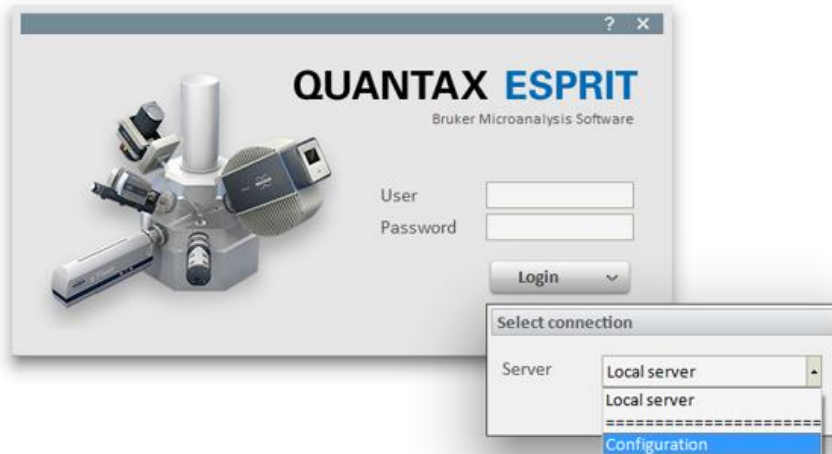 ? ×
QUANTAX ESPRIT
Bruker Microanalysis Software
User
Password
Login
Select connection
Server Local server
Local server
======================
Configuration